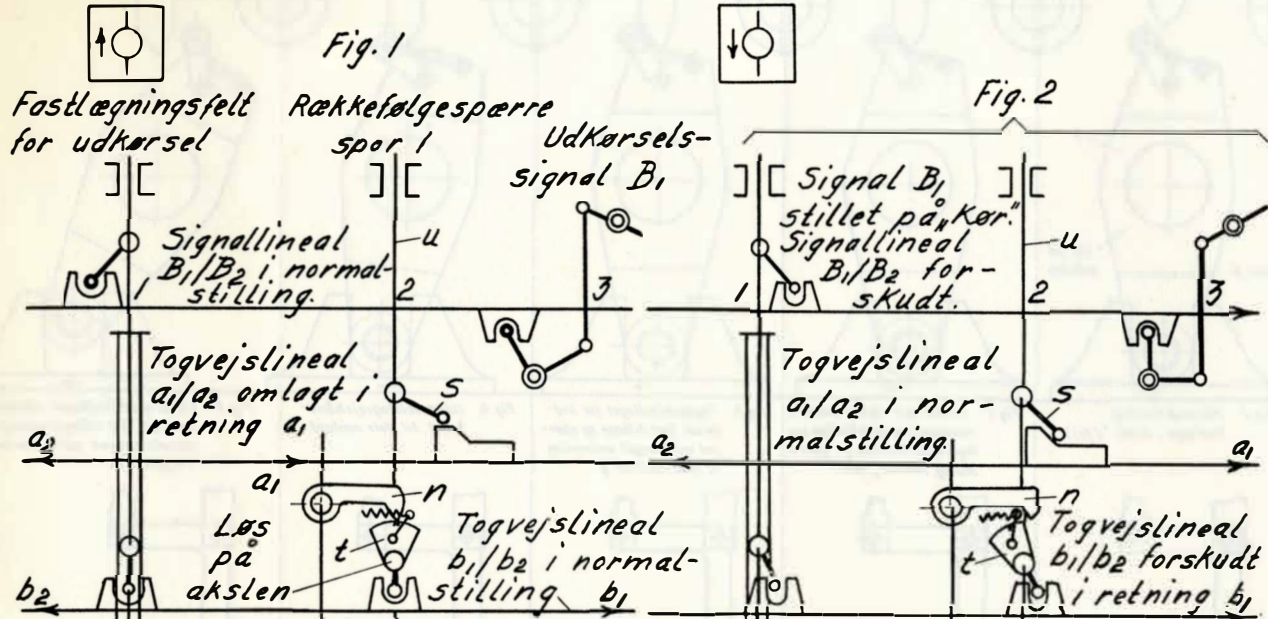 Fig. 1
Fastlægningsfelt
for udkørsel
Rækkefølgespærre
spor 1
Udkørsels-
signal B₁
Signallineal
B₁/B₂ i normal-
stilling.
u
1
2
3
Togvejslineal
a₁/a₂ omlagt i
retning a₁
s
a₂
a₁
n
Løs
på
akslen
t
Togvejslineal
b₁/b₂ i normal-
stilling
b₂
b₁
Fig. 2
Signal B₁
stillet på „Kør."
Signallineal
B₁/B₂ for-
skudt.
u
1
2
3
Togvejslineal
a₁/a₂ i nor-
malstilling.
s
a₂
a₁
n
t
Togvejslineal
b₁/b₂ forskudt
i retning b₁